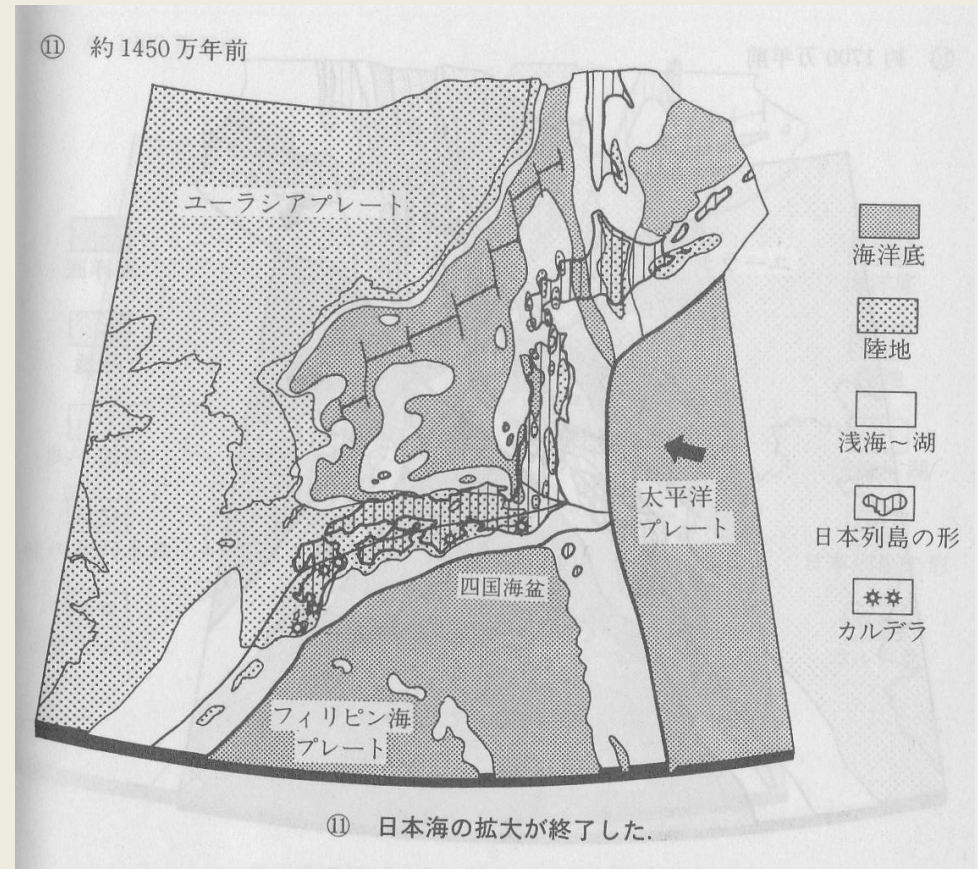 ⑪ 約1450万年前
ユーラシアプレート
海洋底
陸地
浅海～湖
日本列島の形
カルデラ
太平洋
プレート
四国海盆
フィリピン海
プレート
⑪ 日本海の拡大が終了した.